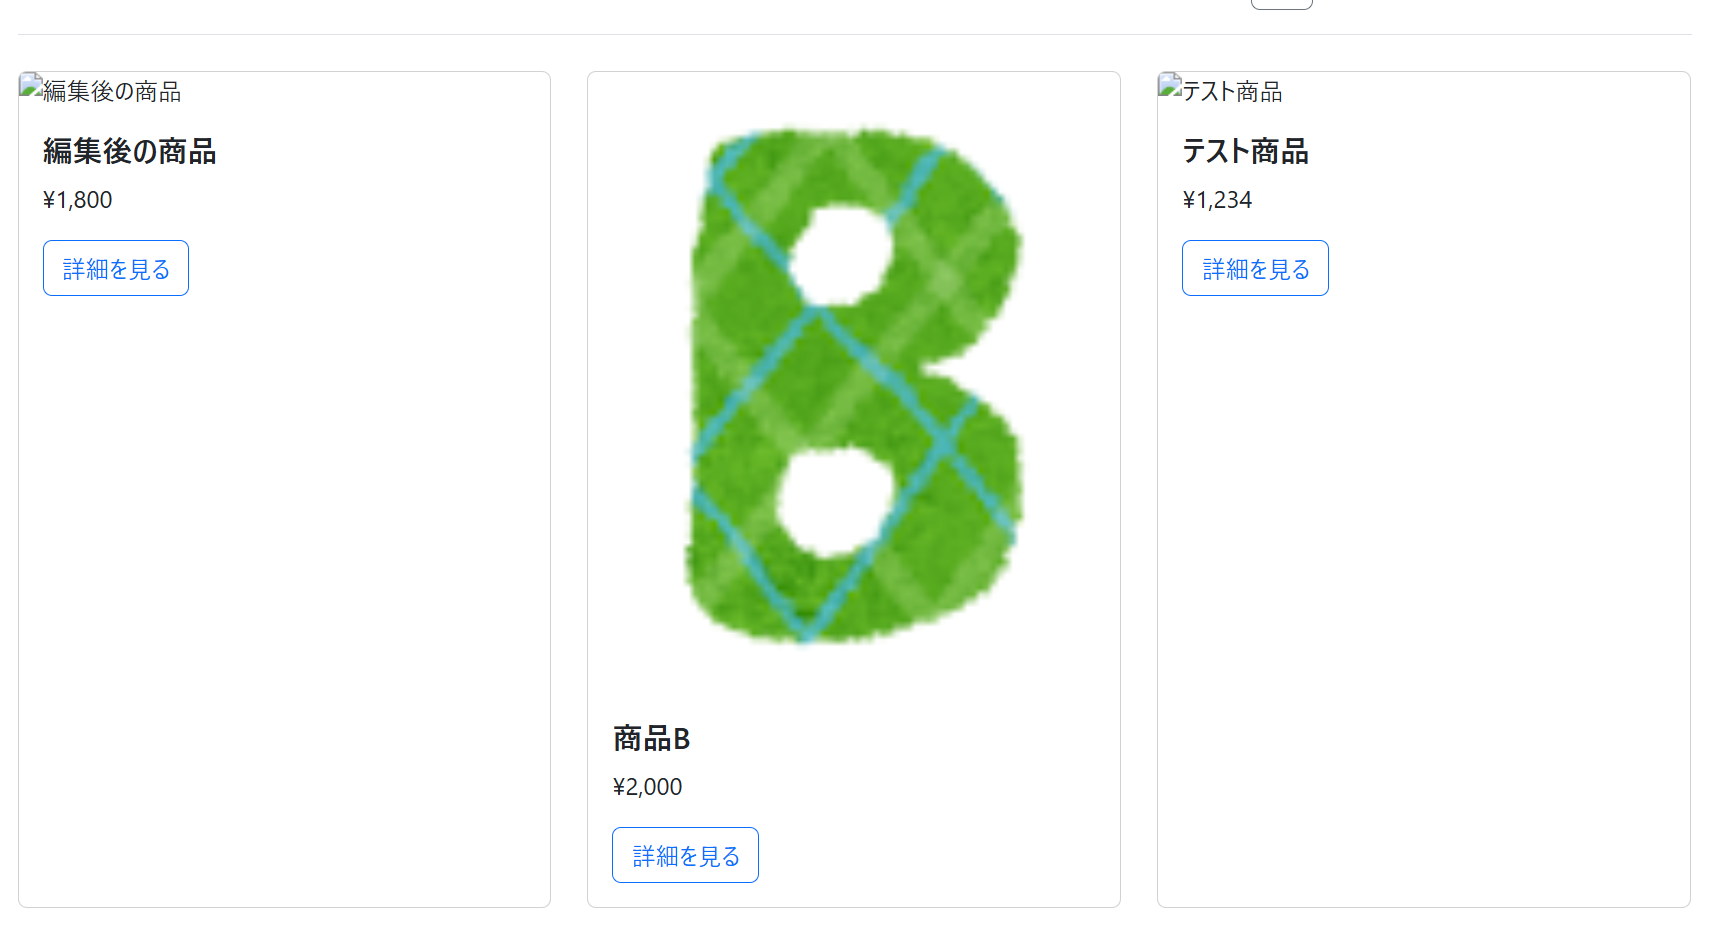 編集後の商品
編集後の商品
¥1,800
詳細を見る
B
商品B
¥2,000
詳細を見る
テスト商品
テスト商品
¥1,234
詳細を見る